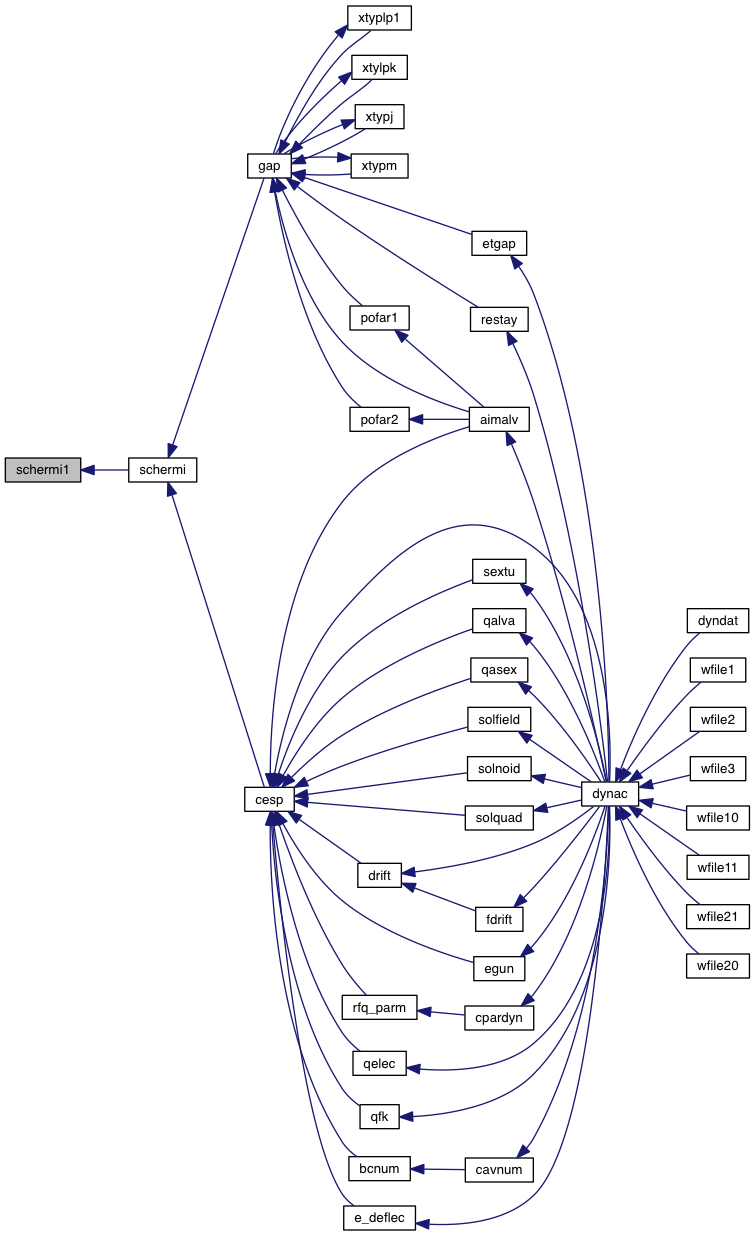 xtyplp1
xtylpk
xtypj
gap
xtypm
etgap
pofar1
restay
pofar2
aimalv
schermi1
schermi
sextu
qalva
dyndat
qasex
wfile1
solfield
wfile2
solnoid
wfile3
cesp
dynac
solquad
wfile10
drift
wfile11
fdrift
wfile21
egun
wfile20
rfq_parm
cpardyn
qelec
qfk
bcnum
cavnum
e_deflec